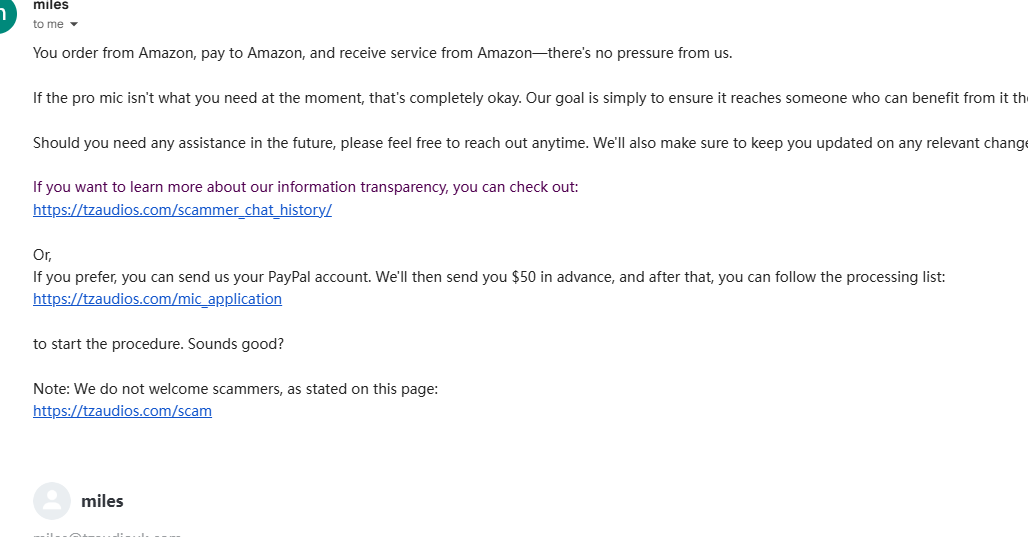 miles
to me
You order from Amazon, pay to Amazon, and receive service from Amazon—there's no pressure from us.
If the pro mic isn't what you need at the moment, that's completely okay. Our goal is simply to ensure it reaches someone who can benefit from it
Should you need any assistance in the future, please feel free to reach out anytime. We'll also make sure to keep you updated on any relevant
If you want to learn more about our information transparency, you can check out:
https://tzaudios.com/scammer_chat_history/
Or,
If you prefer, you can send us your PayPal account. We'll then send you $50 in advance, and after that, you can follow the processing list:
https://tzaudios.com/mic_application
to start the procedure. Sounds good?
Note: We do not welcome scammers, as stated on this page:
https://tzaudios.com/scam
miles